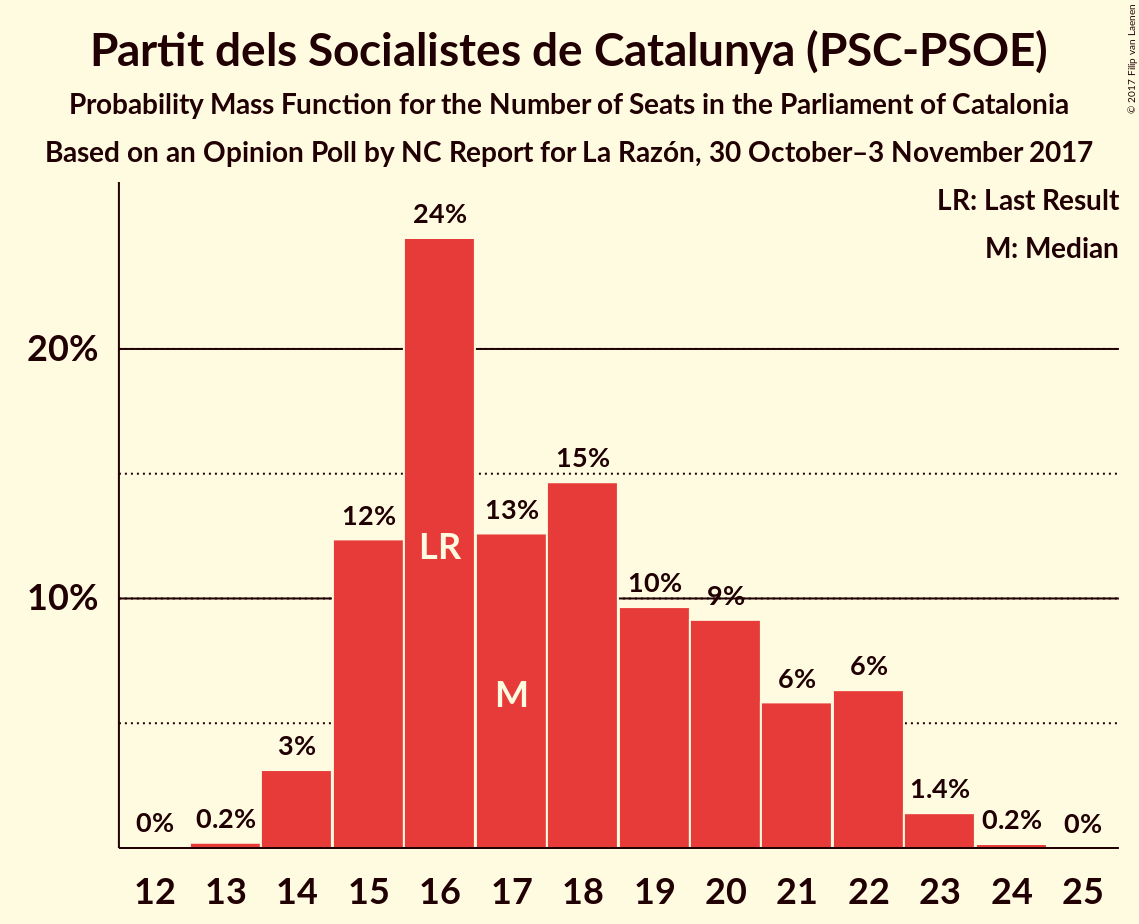 Partit dels Socialistes de Catalunya (PSC-PSOE)
Probability Mass Function for the Number of Seats in the Parliament of Catalonia
Based on an Opinion Poll by NC Report for La Razón, 30 October–3 November 2017
© 2017 Filip van Laenen
LR: Last Result
M: Median
20%
10%
0%
0.2%
3%
12%
24%
13%
15%
10%
9%
6%
6%
1.4%
0.2%
0%
LR
M
12 13 14 15 16 17 18 19 20 21 22 23 24 25